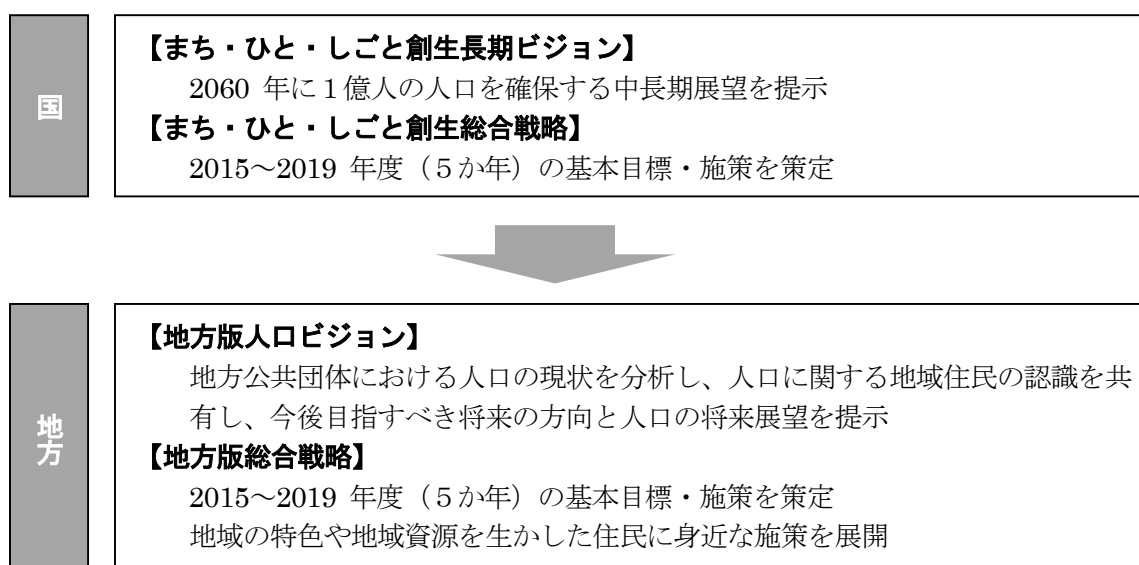 国
【まち・ひと・しごと創生長期ビジョン】
2060 年に１億人の人口を確保する中長期展望を提示
【まち・ひと・しごと創生総合戦略】
2015～2019 年度（５か年）の基本目標・施策を策定
地方
【地方版人口ビジョン】
地方公共団体における人口の現状を分析し、人口に関する地域住民の認識を共
有し、今後目指すべき将来の方向と人口の将来展望を提示
【地方版総合戦略】
2015～2019 年度（５か年）の基本目標・施策を策定
地域の特色や地域資源を生かした住民に身近な施策を展開